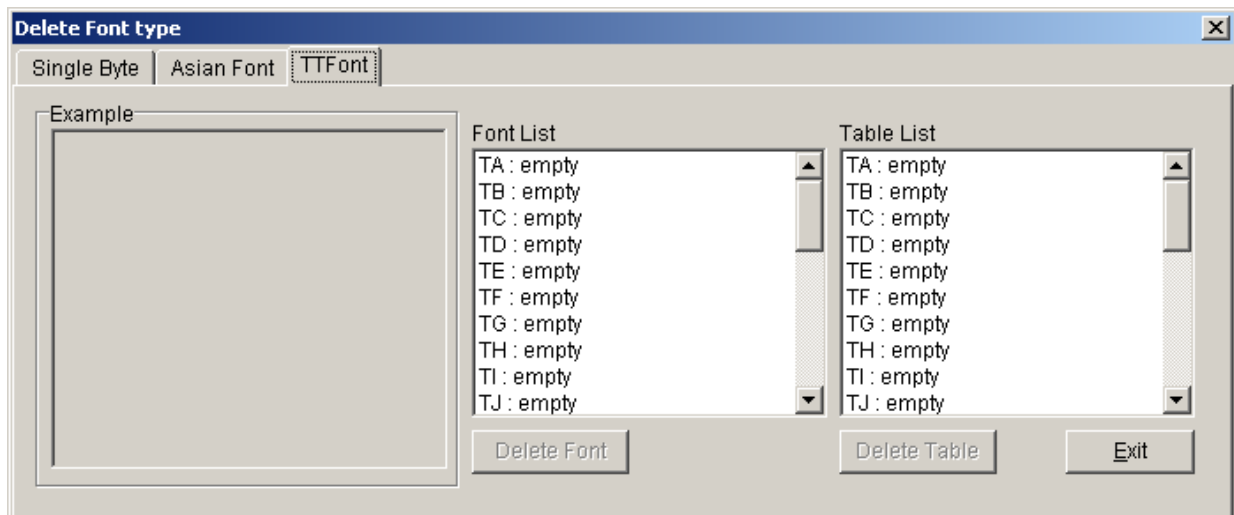 Delete Font type
Single Byte Asian Font TTFont
Example
Font List
TA : empty
TB : empty
TC : empty
TD : empty
TE : empty
TF : empty
TG : empty
TH : empty
TI : empty
TJ : empty
Delete Font
Table List
TA : empty
TB : empty
TC : empty
TD : empty
TE : empty
TF : empty
TG : empty
TH : empty
TI : empty
TJ : empty
Delete Table
Exit